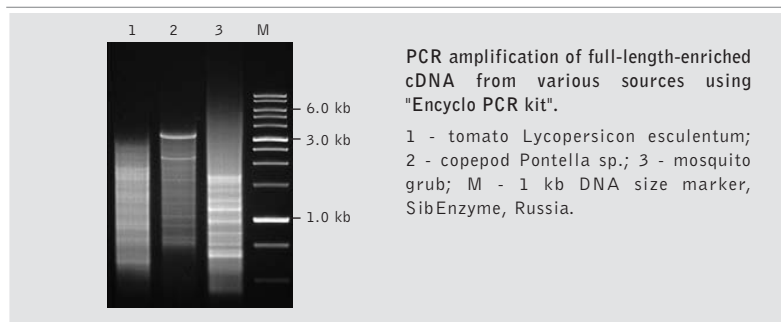 1 2 3 M
6.0 kb
3.0 kb
1.0 kb
PCR amplification of full-length-enriched
cDNA from various sources using
"Encyclo PCR kit".
1 - tomato Lycopersicon esculentum;
2 - copepod Pontella sp.; 3 - mosquito
grub; M - 1 kb DNA size marker,
SibEnzyme, Russia.